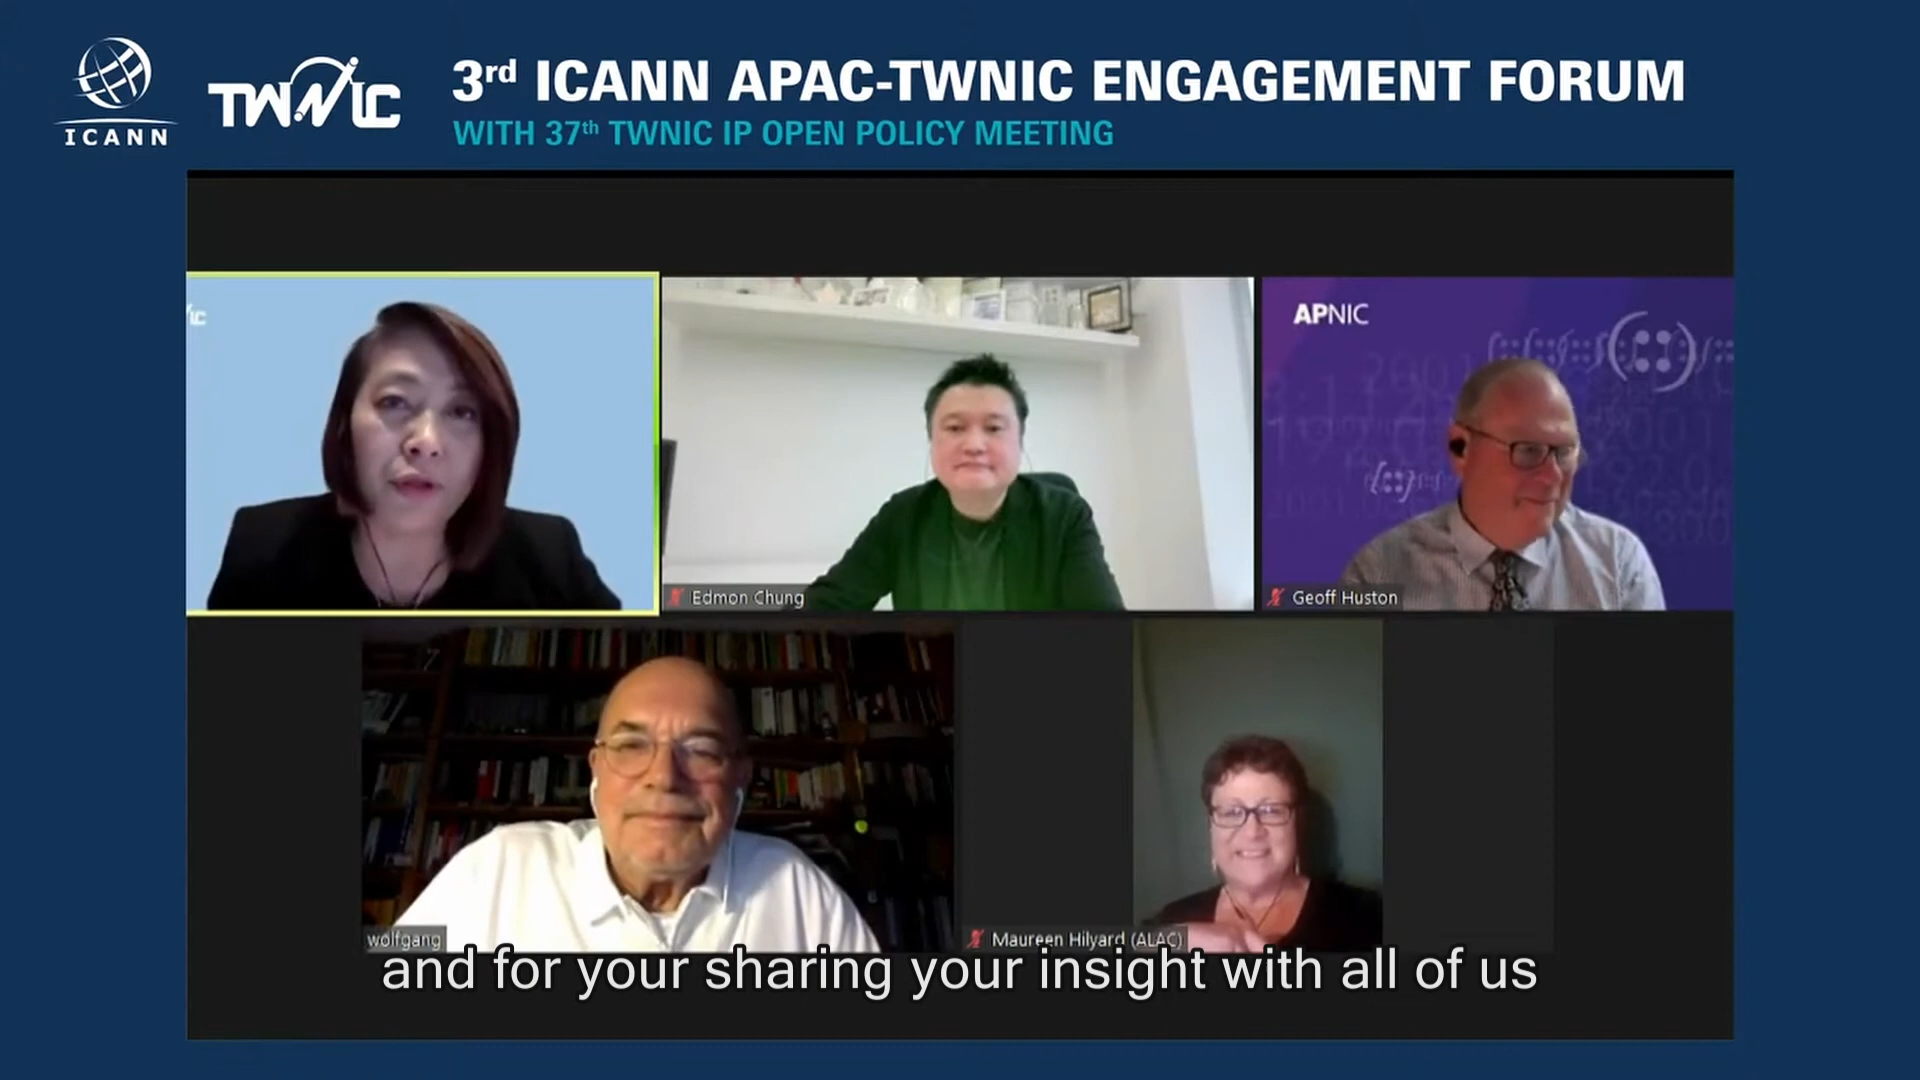 ICANN
TWNIC
3rd ICANN APAC-TWNIC ENGAGEMENT FORUM
WITH 37th TWNIC IP OPEN POLICY MEETING
IC
APNIC
Edmon Chung
Geoff Huston
wolfgang
Maureen Hilyard (ALAC)
and for your sharing your insight with all of us